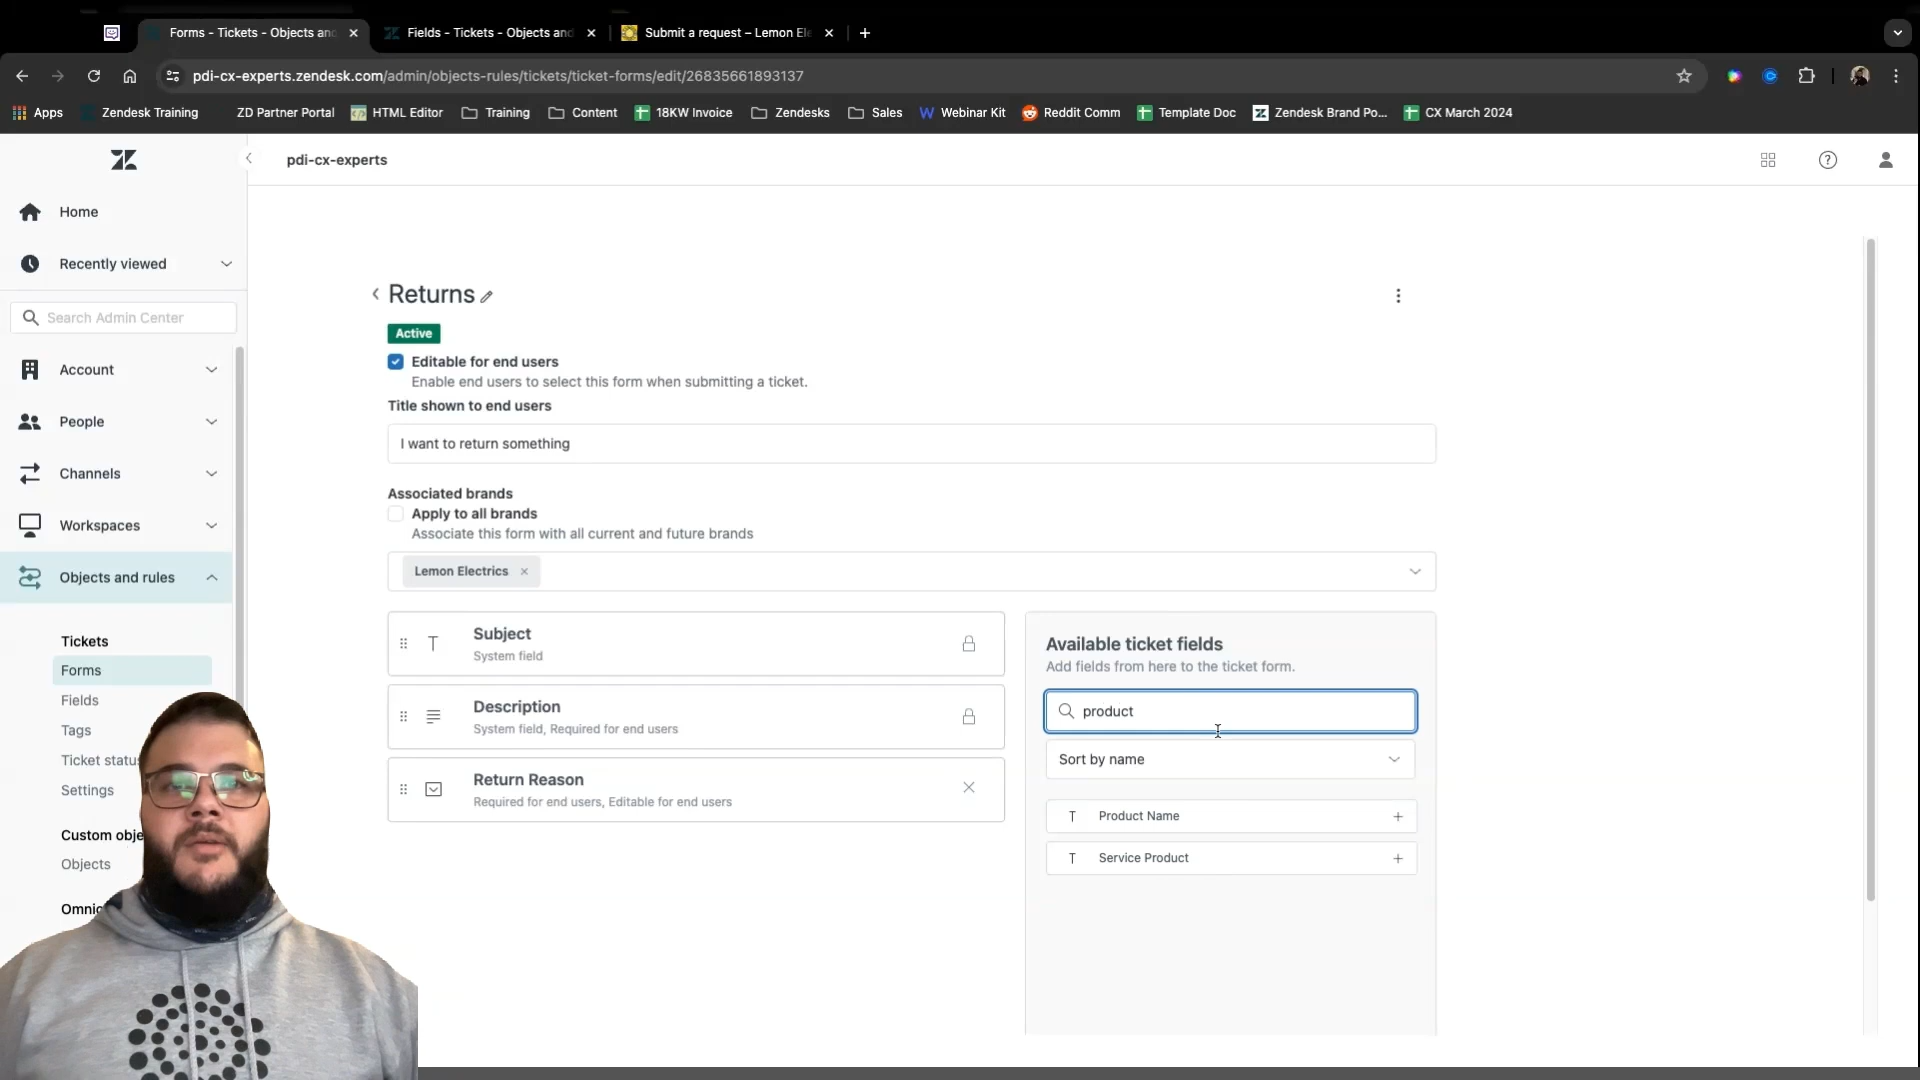 Forms - Tickets - Objects an
Fields - Tickets - Objects and
Submit a request – Lemon El
pdi-cx-experts.zendesk.com/admin/objects-rules/tickets/ticket-forms/edit/26835661893137
Apps
Zendesk Training
ZD Partner Portal
HTML Editor
Training
Content
18KW Invoice
Zendesks
Sales
Webinar Kit
Reddit Comm
Template Doc
Zendesk Brand Po...
CX March 2024
pdi-cx-experts
Home
Recently viewed
Search Admin Center
Account
People
Channels
Workspaces
Objects and rules
Tickets
Forms
Fields
Tags
Ticket status
Settings
Custom obje
Objects
Omnic
Returns
Active
Editable for end users
Enable end users to select this form when submitting a ticket.
Title shown to end users
I want to return something
Associated brands
Apply to all brands
Associate this form with all current and future brands
Lemon Electrics
Subject
System field
Description
System field, Required for end users
Return Reason
Required for end users, Editable for end users
Available ticket fields
Add fields from here to the ticket form.
product
Sort by name
T Product Name
T Service Product